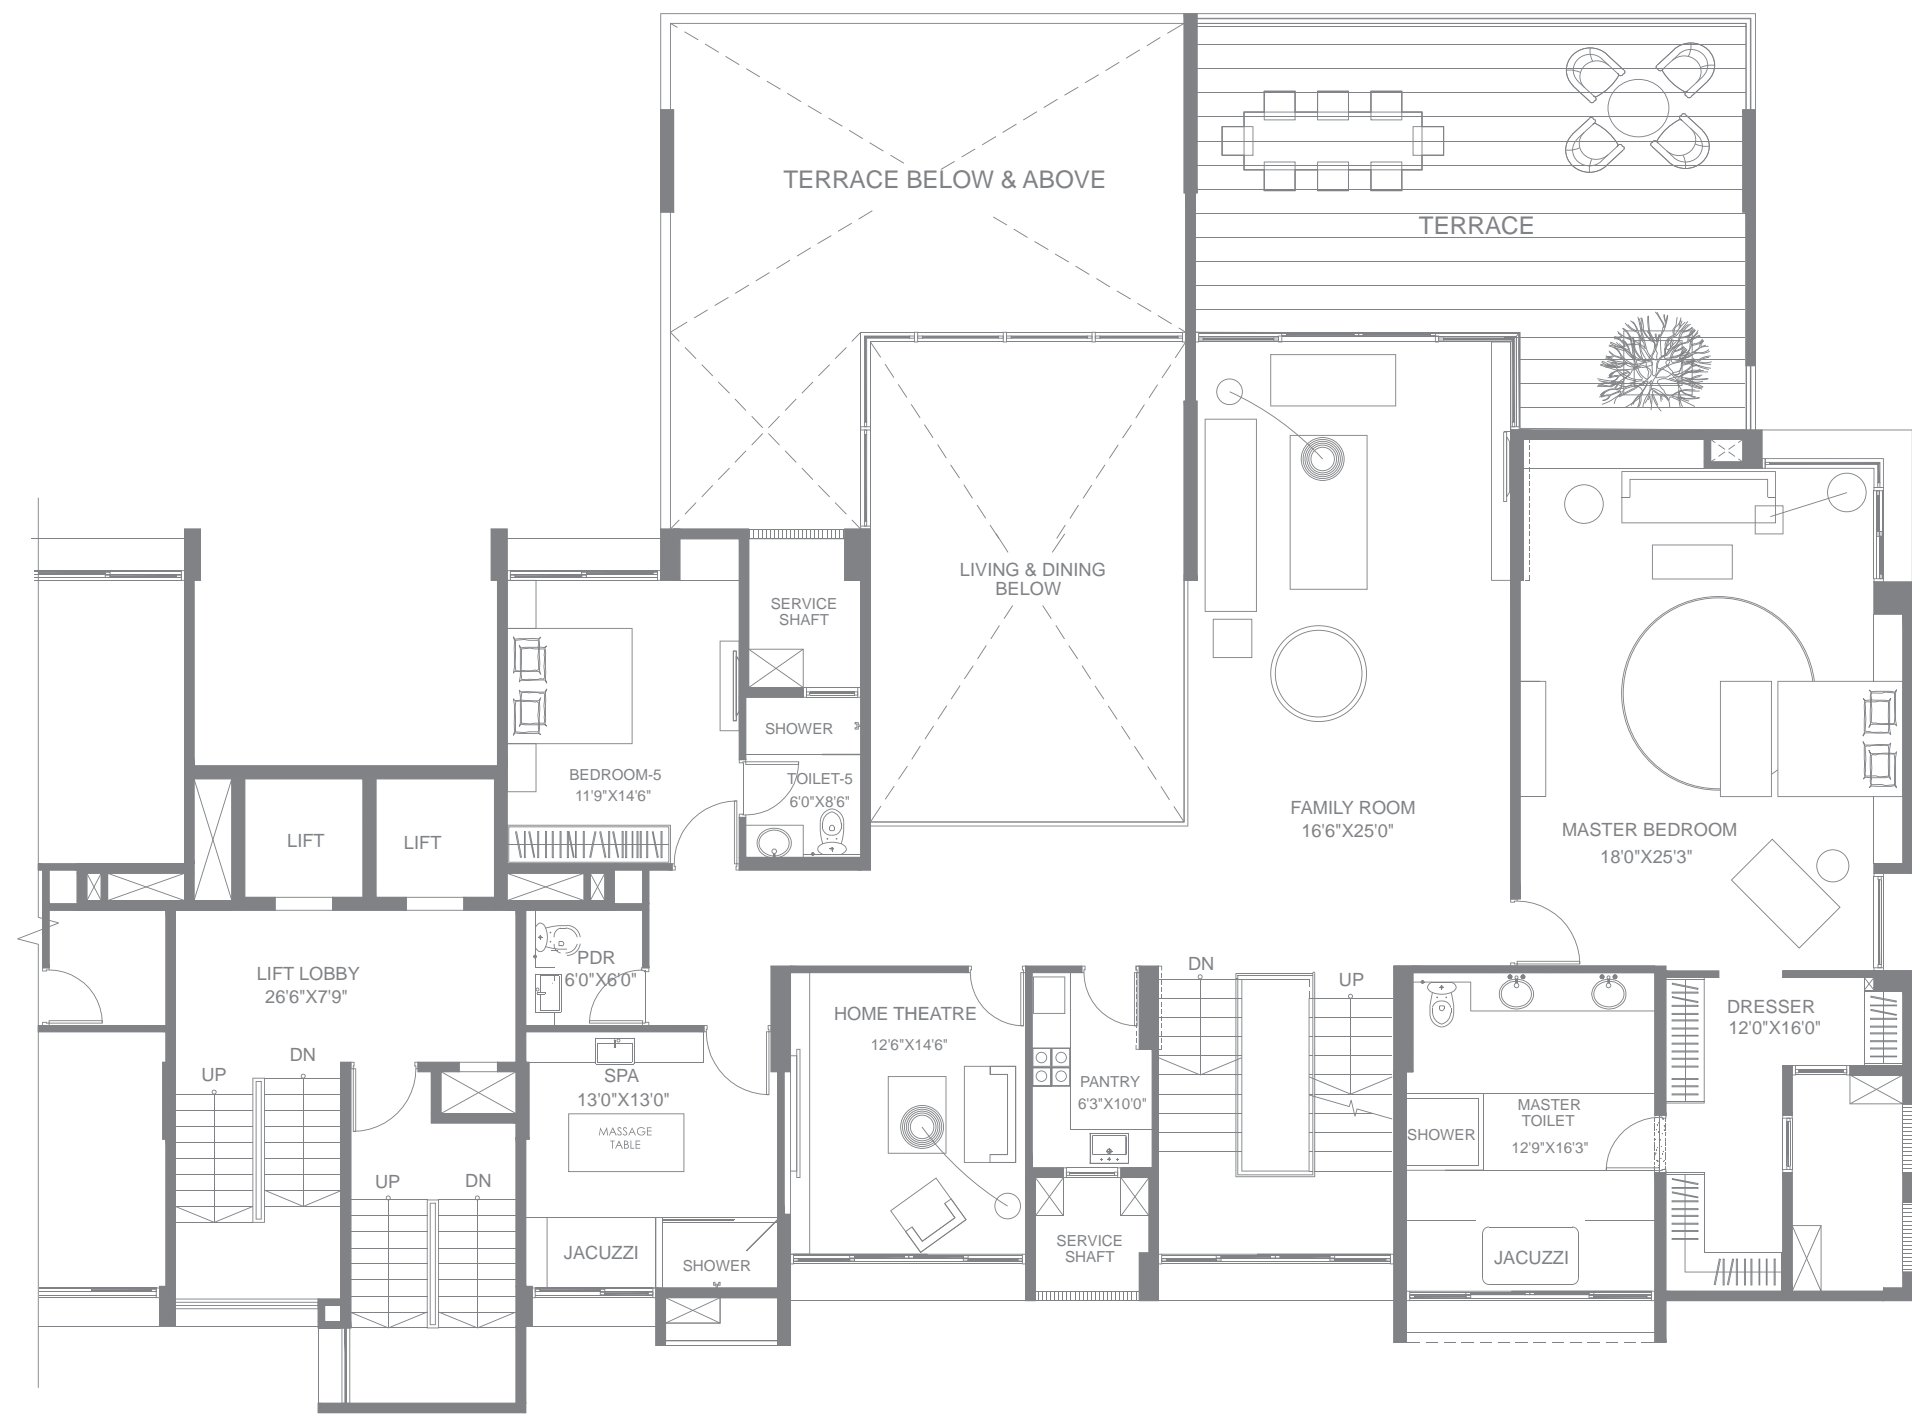 TERRACE BELOW & ABOVE
TERRACE
LIVING & DINING
BELOW
SERVICE
SHAFT
SHOWER
BEDROOM-5
11'9"X14'6"
TOILET-5
6'0"X8'6"
FAMILY ROOM
16'6"X25'0"
MASTER BEDROOM
18'0"X25'3"
LIFT
LIFT
LIFT LOBBY
26'6"X7'9"
PDR
6'0"X6'0"
UP
DN
UP
DN
SPA
13'0"X13'0"
MASSAGE
TABLE
JACUZZI
SHOWER
HOME THEATRE
12'6"X14'6"
PANTRY
6'3"X10'0"
SERVICE
SHAFT
DN
UP
MASTER
TOILET
12'9"X16'3"
SHOWER
JACUZZI
DRESSER
12'0"X16'0"